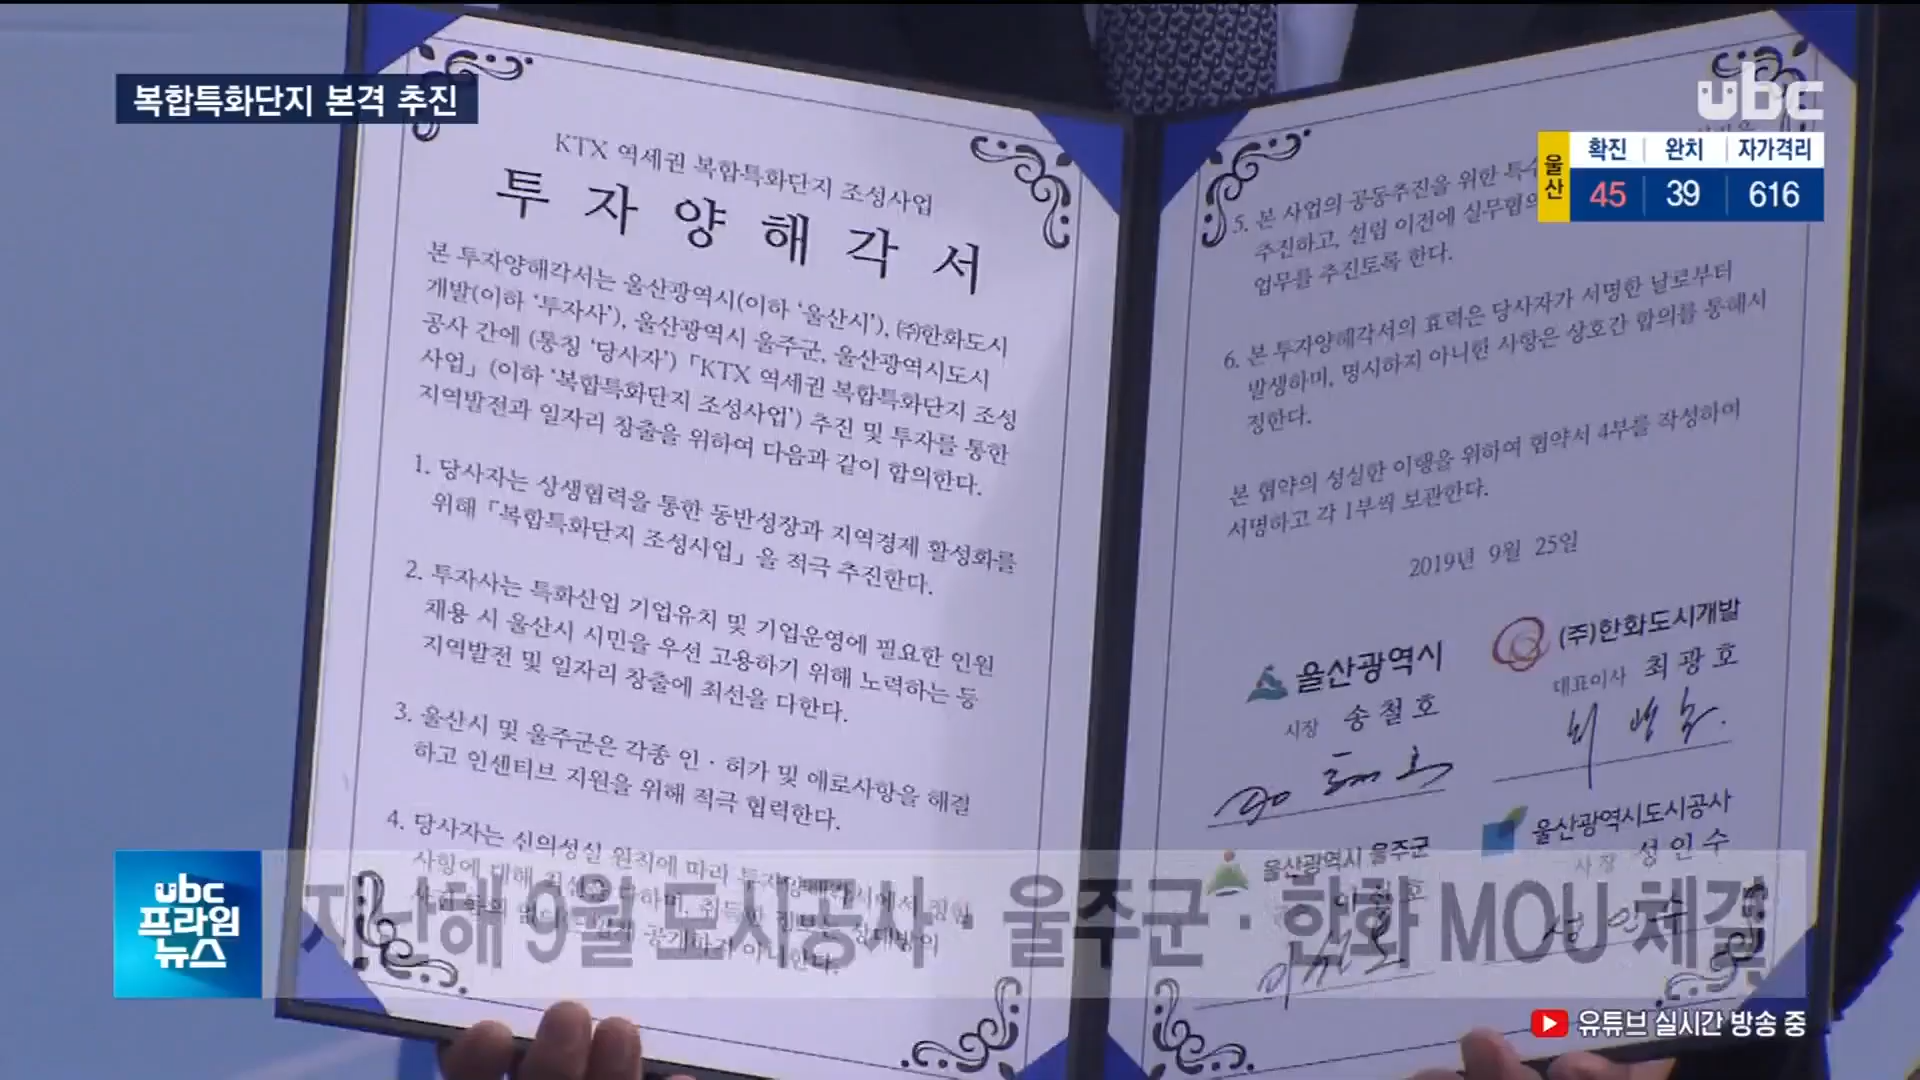 복합특화단지 본격 추진
ubc
확진 완치 자가격리
울산 45 39 616
KTX 역세권 복합특화단지 조성사업
투자양해각서
본 투자양해각서는 울산광역시(이하 ‘울산시’), ㈜한화도시
개발(이하 ‘투자사’), 울산광역시 울주군, 울산광역시도시
공사 간에 (통칭 ‘당사자’) 「KTX 역세권 복합특화단지 조성
사업」(이하 ‘복합특화단지 조성사업’) 추진 및 투자를 통한
지역발전과 일자리 창출을 위하여 다음과 같이 합의한다.
1. 당사자는 상생협력을 통한 동반성장과 지역경제 활성화를
위해 「복합특화단지 조성사업」을 적극 추진한다.
2. 투자사는 특화산업 기업유치 및 기업운영에 필요한 인원
채용 시 울산시 시민을 우선 고용하기 위해 노력하는 등
지역발전 및 일자리 창출에 최선을 다한다.
3. 울산시 및 울주군은 각종 인·허가 및 애로사항을 해결
하고 인센티브 지원을 위해 적극 협력한다.
4. 당사자는 신의성실 원칙에 따라
사항에 대해
5. 본 사업의 공동추진을 위한
추진하고, 설립 이전에
업무를 추진토록 한다.
6. 본 투자양해각서의 효력은 당사자가 서명한 날로부터
발생하며, 명시하지 아니한 사항은 상호간 합의를 통해서
정한다.
본 협약의 성실한 이행을 위하여 협약서 4부를 작성하여
서명하고 각 1부씩 보관한다.
2019년 9월 25일
울산광역시
시장 송철호
(주)한화도시개발
대표이사 최광호
울산광역시 울주군
울산광역시도시공사
사장 성인수
ubc
프라임
뉴스
지난해 9월 도시공사·울주군·한화 MOU 체결
유튜브 실시간 방송 중